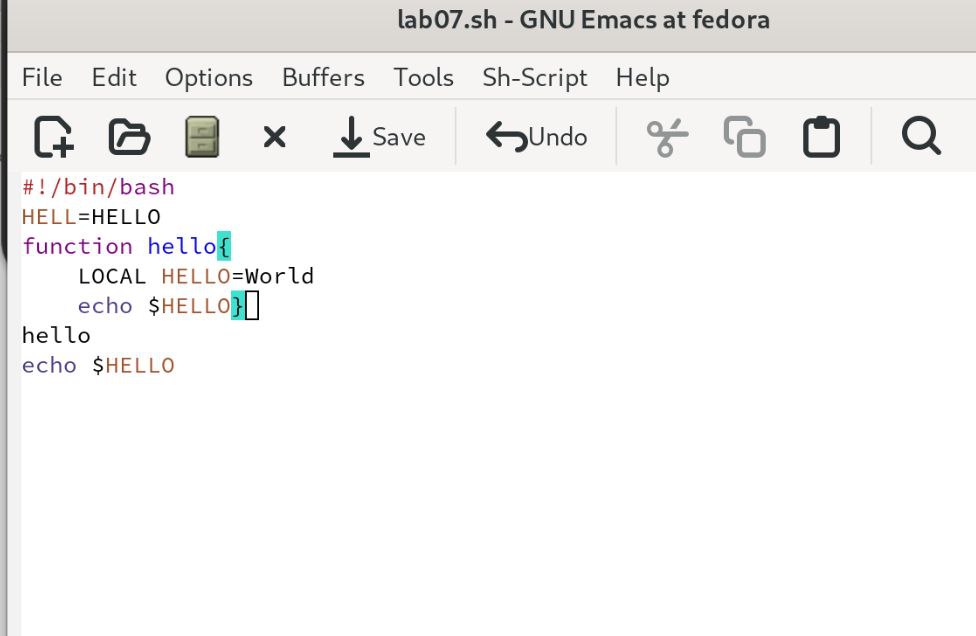 lab07.sh - GNU Emacs at fedora
File Edit Options Buffers Tools Sh-Script Help
Save Undo
#!/bin/bash
HELL=HELLO
function hello{
    LOCAL HELLO=World
    echo $HELLO}
hello
echo $HELLO